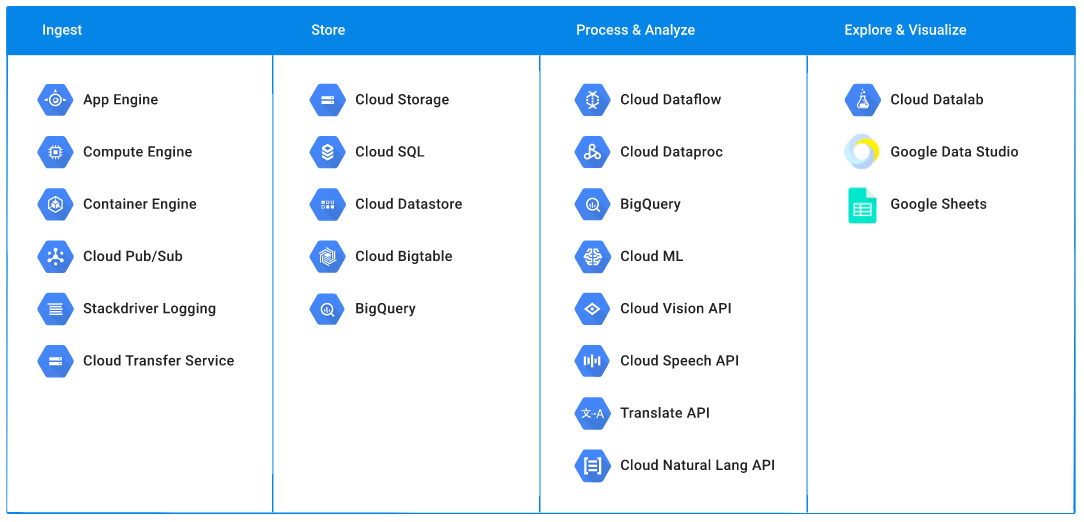 Ingest
Store
Process & Analyze
Explore & Visualize
App Engine
Compute Engine
Container Engine
Cloud Pub/Sub
Stackdriver Logging
Cloud Transfer Service
Cloud Storage
Cloud SQL
Cloud Datastore
Cloud Bigtable
BigQuery
Cloud Dataflow
Cloud Dataproc
BigQuery
Cloud ML
Cloud Vision API
Cloud Speech API
文-A
Translate API
Cloud Natural Lang API
Cloud Datalab
Google Data Studio
Google Sheets